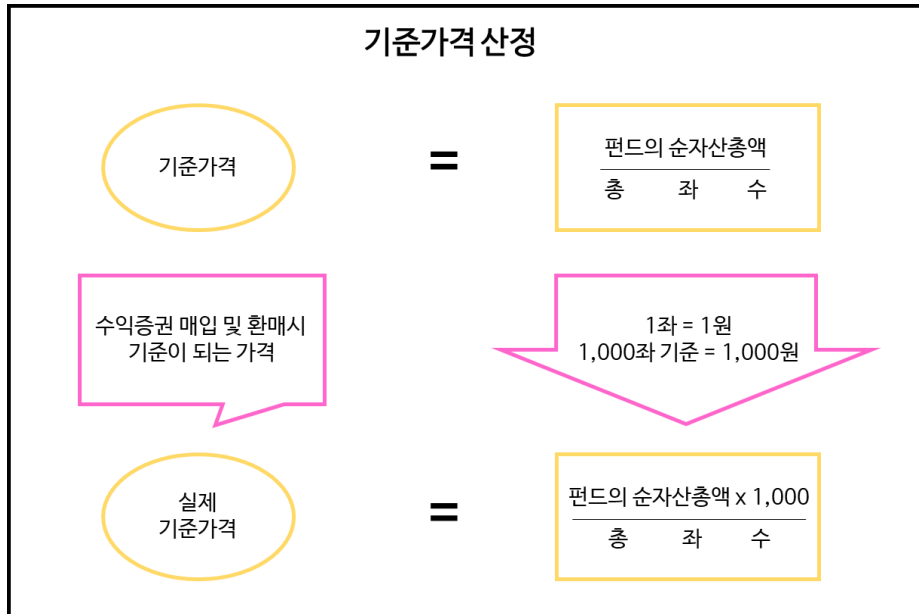 기준가격 산정
기준가격
=
펀드의 순자산총액
총 좌 수
수익증권 매입 및 환매시
기준이 되는 가격
1좌 = 1원
1,000좌 기준 = 1,000원
실제
기준가격
=
펀드의 순자산총액 x 1,000
총 좌 수